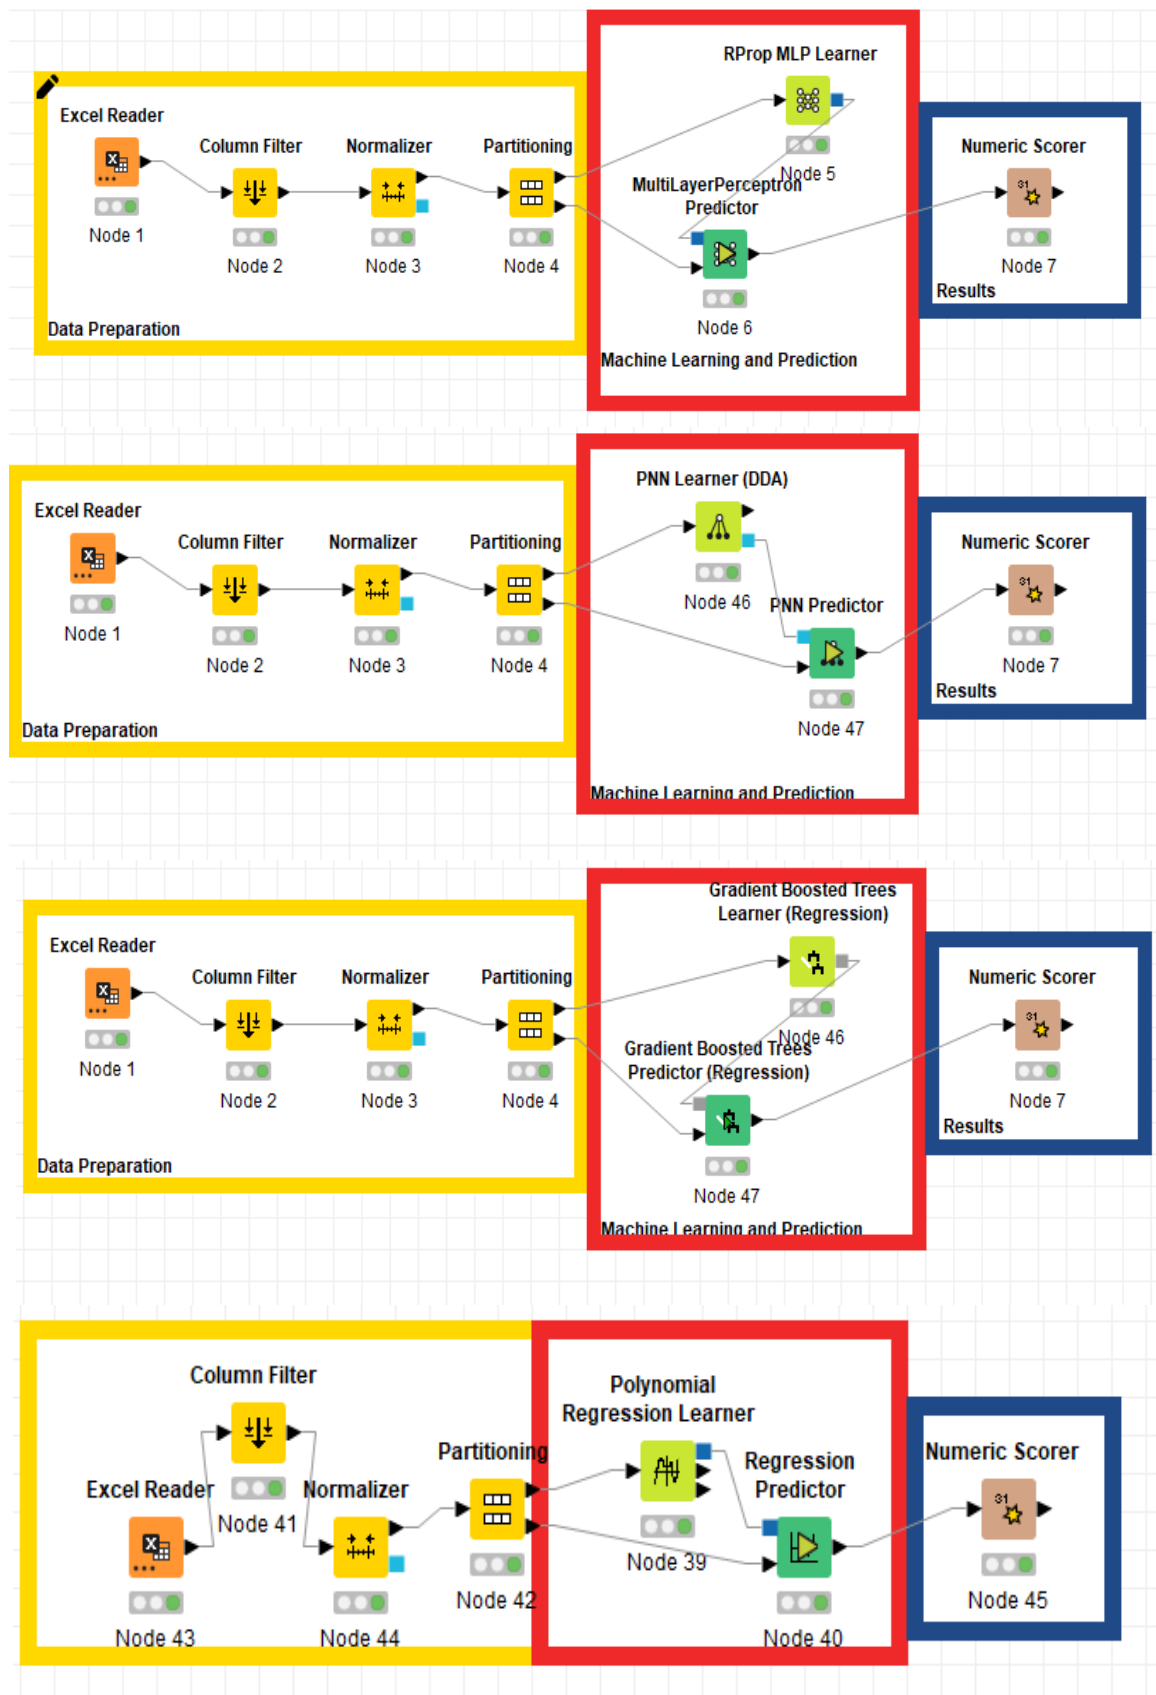 RProp MLP Learner
Excel Reader
Column Filter
Normalizer
Partitioning
Numeric Scorer
Node 5
MultiLayerPerceptron
Predictor
Node 1
Node 2
Node 3
Node 4
Node 7
Results
Node 6
Data Preparation
Machine Learning and Prediction
PNN Learner (DDA)
Excel Reader
Column Filter
Normalizer
Partitioning
Numeric Scorer
Node 46
PNN Predictor
Node 1
Node 2
Node 3
Node 4
Node 7
Results
Node 47
Data Preparation
Machine Learning and Prediction
Gradient Boosted Trees
Learner (Regression)
Excel Reader
Column Filter
Normalizer
Partitioning
Numeric Scorer
Node 46
Gradient Boosted Trees
Predictor (Regression)
Node 1
Node 2
Node 3
Node 4
Node 7
Results
Data Preparation
Node 47
Machine Learning and Prediction
Column Filter
Polynomial
Regression Learner
Partitioning
Regression
Predictor
Numeric Scorer
Excel Reader
Normalizer
Node 41
Node 39
Node 42
Node 45
Node 43
Node 44
Node 40